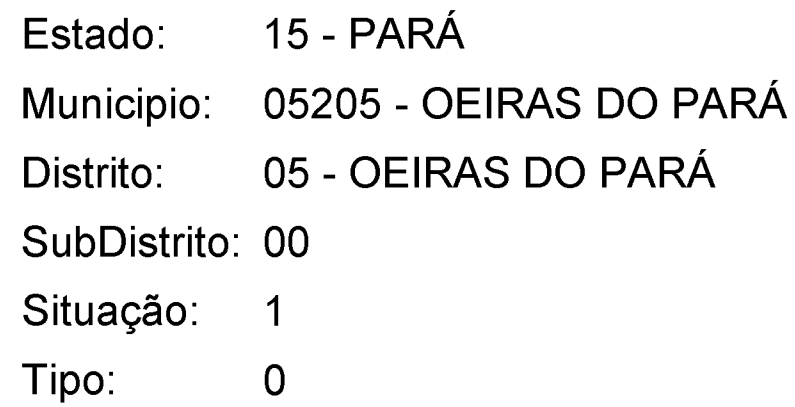 Estado: 15 - PARÁ
Municipio: 05205 - OEIRAS DO PARÁ
Distrito: 05 - OEIRAS DO PARÁ
SubDistrito: 00
Situação: 1
Tipo: 0